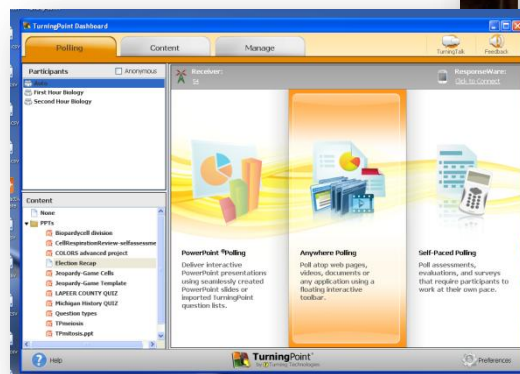 TurningPoint Dashboard
Polling
Content
Manage
TurningTalk
Feedback
Participants
Anonymous
Auto
First Hour Biology
Second Hour Biology
Receiver:
ResponseWare:
Click to Connect
Content
None
PPTs
Biopardycell division
CellRespirationReview-selfassessme
COLORS advanced project
Election Recap
Jeopardy-Game Cells
Jeopardy-Game Template
LAPEER COUNTY QUIZ
Michigan History QUIZ
Question types
TPmeiosis
TPmitosis.ppt
PowerPoint ®Polling
Deliver interactive
PowerPoint presentations
using seamlessly created
PowerPoint slides or
imported TurningPoint
question lists.
Anywhere Polling
Poll atop web pages,
videos, documents or
any application using a
floating interactive
toolbar.
Self-Paced Polling
Poll assessments,
evaluations, and surveys
that require participants to
work at their own pace.
Help
TurningPoint
by Turning Technologies
Preferences